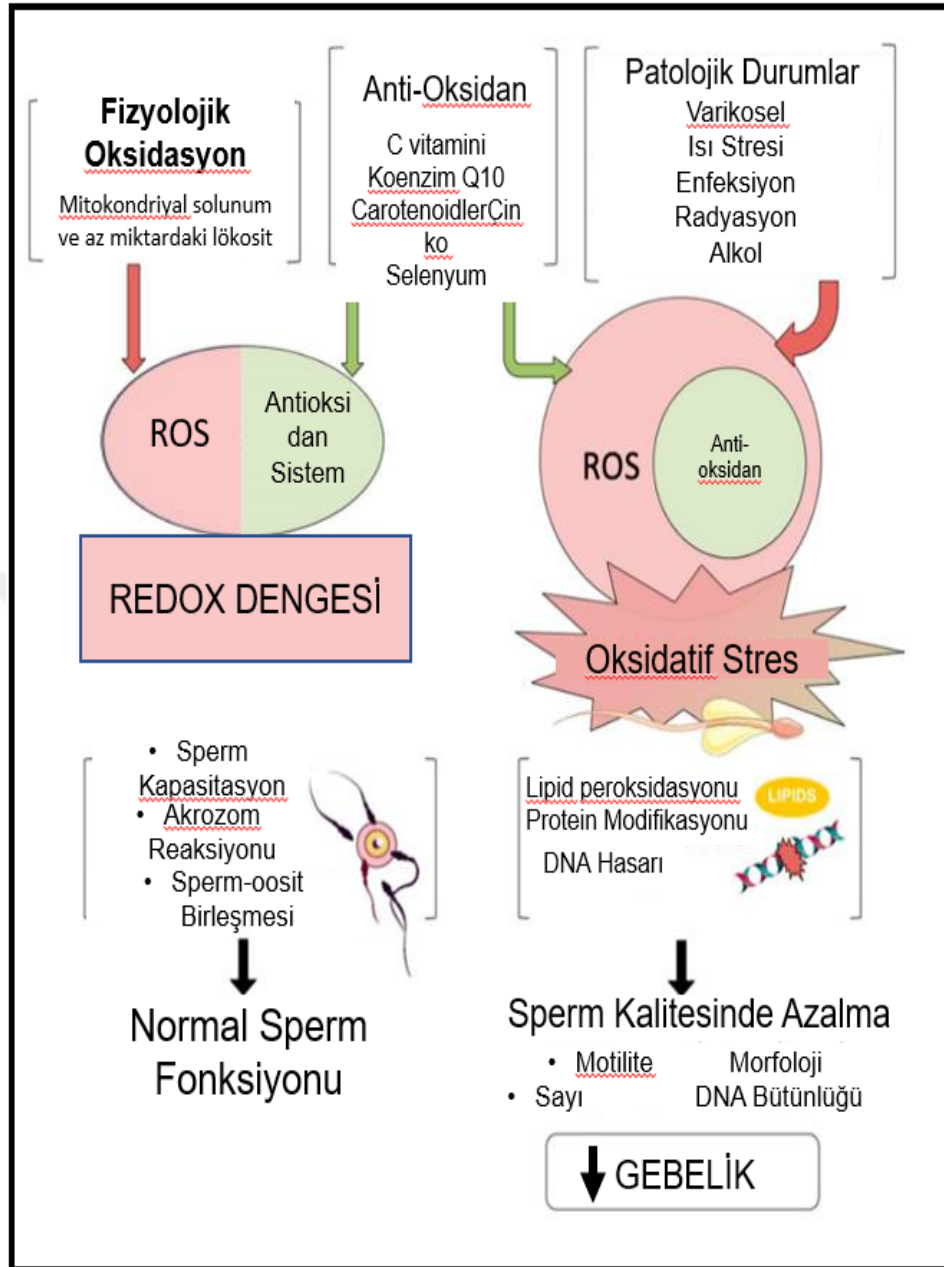 Fizyolojik
Oksidasyon
Mitokondriyal solunum
ve az miktardaki lökosit
Anti-Oksidan
C vitamini
Koenzim Q10
CarotenoidlerÇin
ko
Selenyum
Patolojik Durumlar
Varikosel
Isı Stresi
Enfeksiyon
Radyasyon
Alkol
ROS
Antioksi
dan
Sistem
REDOX DENGESİ
ROS
Anti-
oksidan
Oksidatif Stres
• Sperm
Kapasitasyon
• Akrozom
Reaksiyonu
• Sperm-oosit
Birleşmesi
Normal Sperm
Fonksiyonu
Lipid peroksidasyonu
Protein Modifikasyonu
DNA Hasarı
LIPIDS
Sperm Kalitesinde Azalma
• Motilite Morfoloji
• Sayı DNA Bütünlüğü
GEBELİK